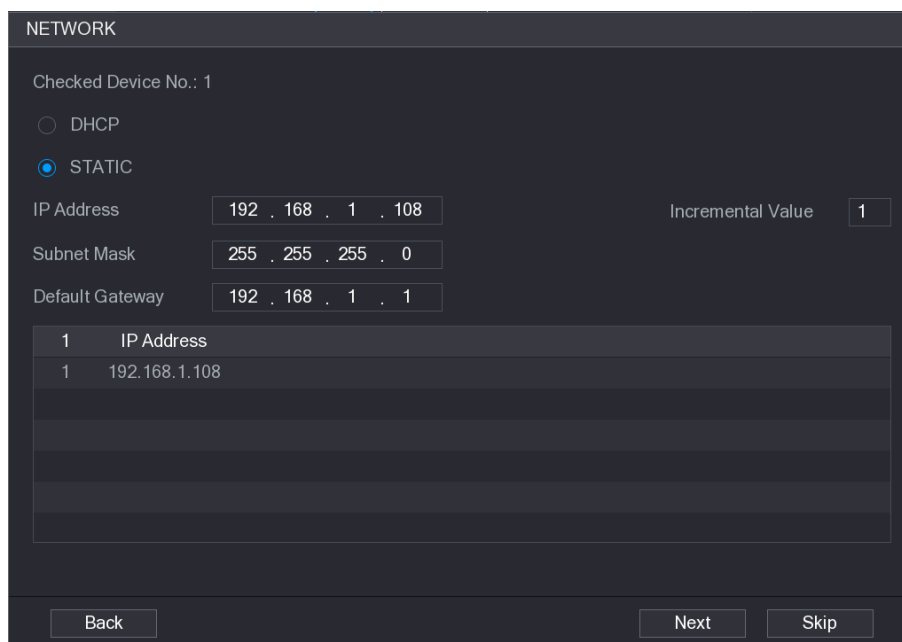 NETWORK
Checked Device No.: 1
DHCP
STATIC
IP Address 192 . 168 . 1 . 108 Incremental Value 1
Subnet Mask 255 . 255 . 255 . 0
Default Gateway 192 . 168 . 1 . 1
1 IP Address
1 192.168.1.108
Back Next Skip